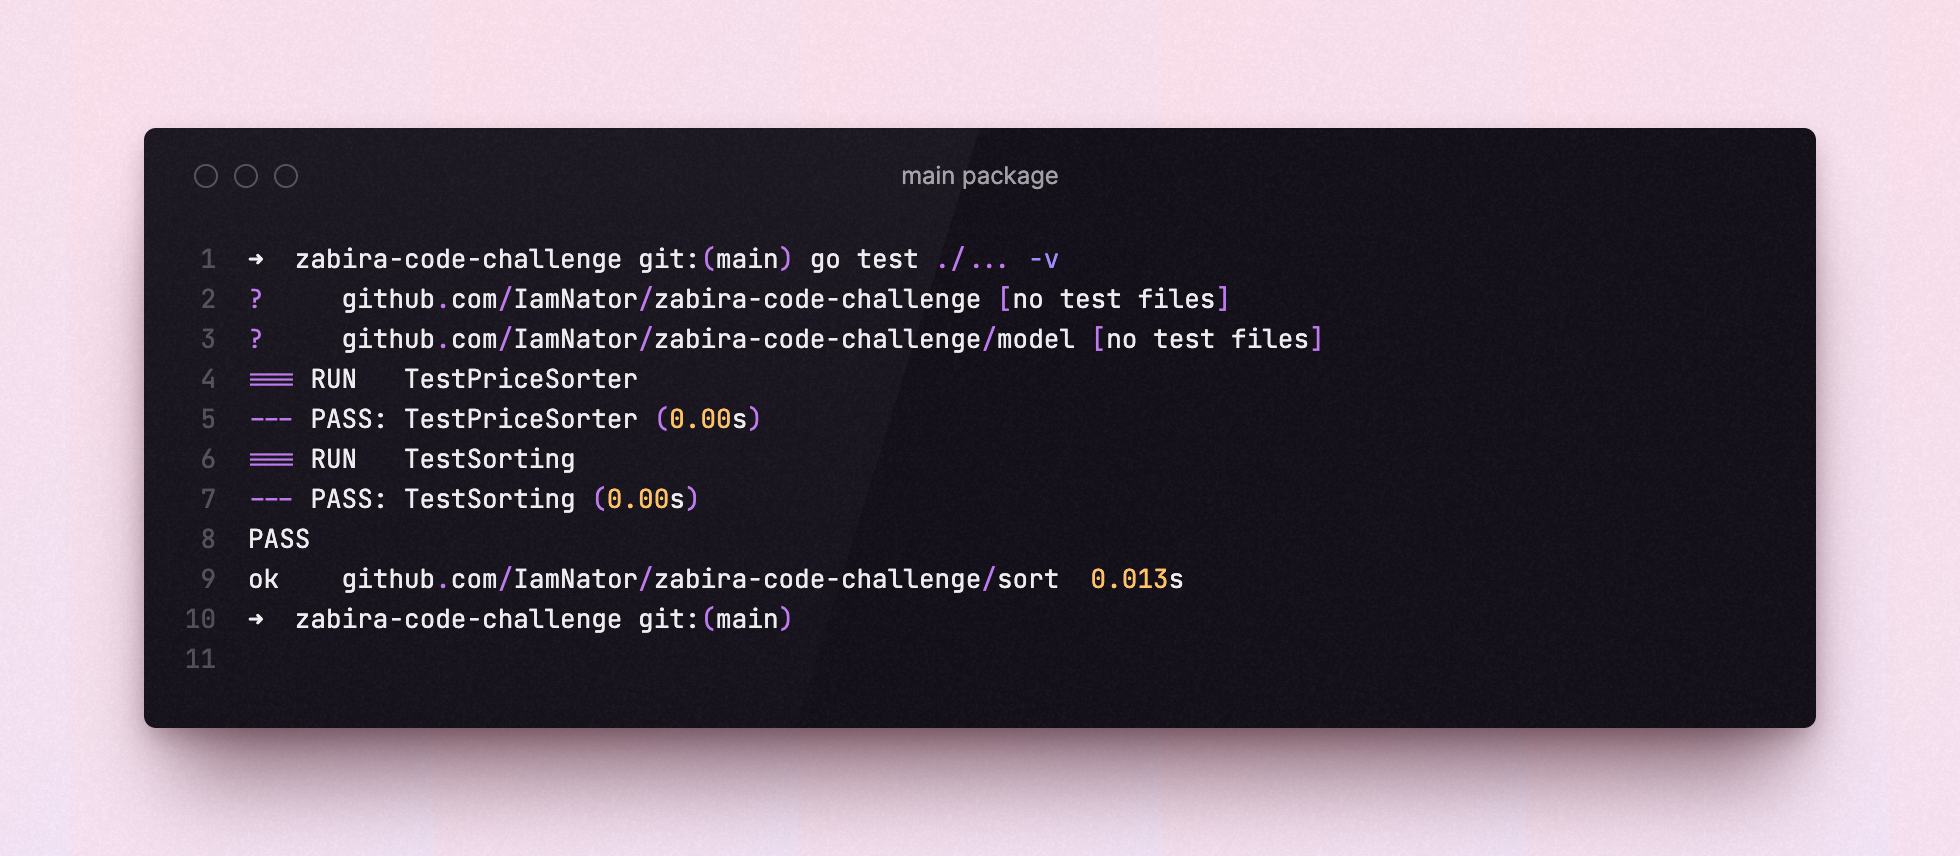 main package
1 ➜  zabira-code-challenge git:(main) go test ./... -v
2 ?     github.com/IamNator/zabira-code-challenge [no test files]
3 ?     github.com/IamNator/zabira-code-challenge/model [no test files]
4 === RUN   TestPriceSorter
5 --- PASS: TestPriceSorter (0.00s)
6 === RUN   TestSorting
7 --- PASS: TestSorting (0.00s)
8 PASS
9 ok    github.com/IamNator/zabira-code-challenge/sort  0.013s
10 ➜  zabira-code-challenge git:(main)
11